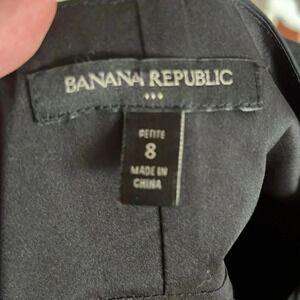 BANANA REPUBLIC
•••
PETITE
8
MADE IN
CHINA